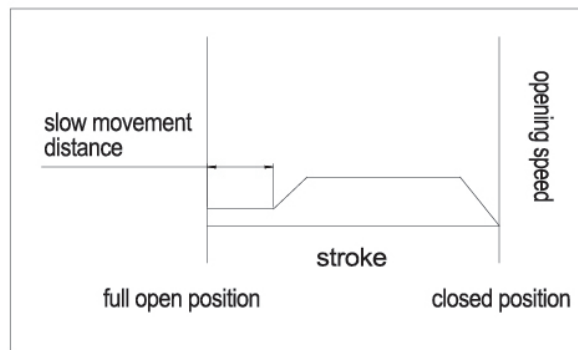 slow movement
distance
opening speed
stroke
full open position
closed position